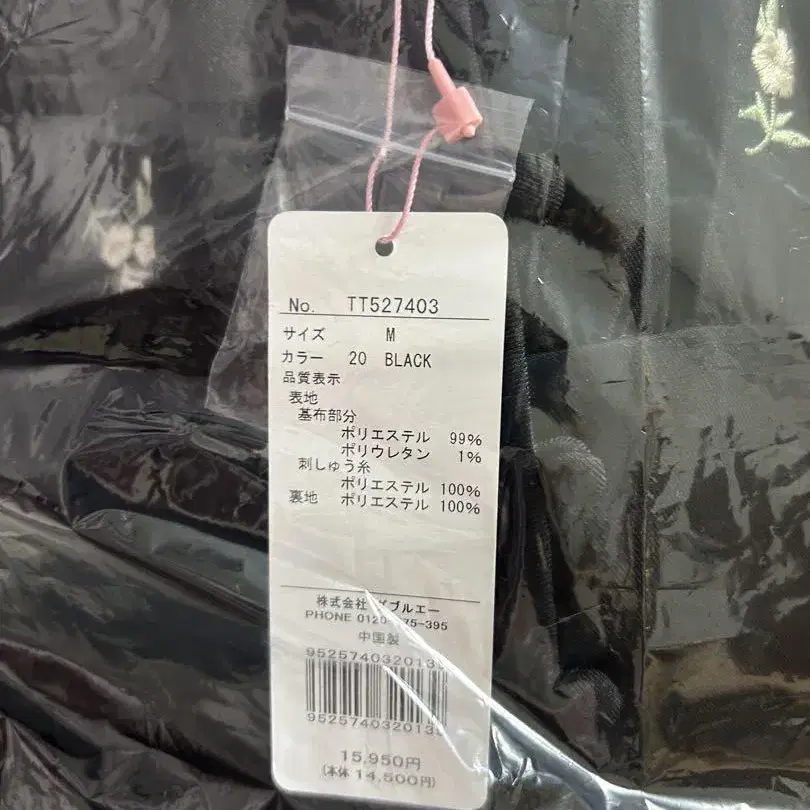 No. TT527403
サイズ M
カラー 20 BLACK
品質表示
表地
基布部分
ポリエステル 99%
ポリウレタン 1%
刺しゅう糸
ポリエステル 100%
裏地 ポリエステル 100%
株式会社
PHONE
中国製
15,950円
(本体 14,500円)